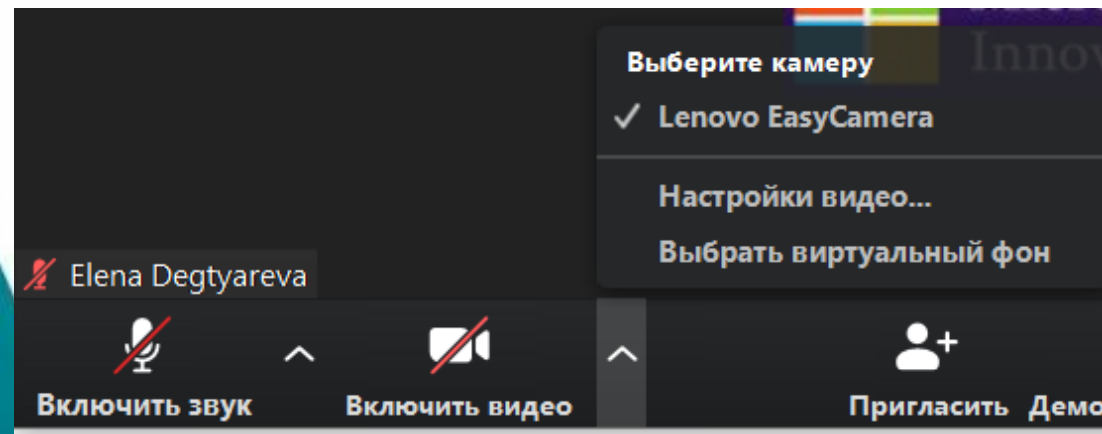 Выберите камеру
Lenovo EasyCamera
Настройки видео...
Выбрать виртуальный фон
Elena Degtyareva
Включить звук
Включить видео
Пригласить